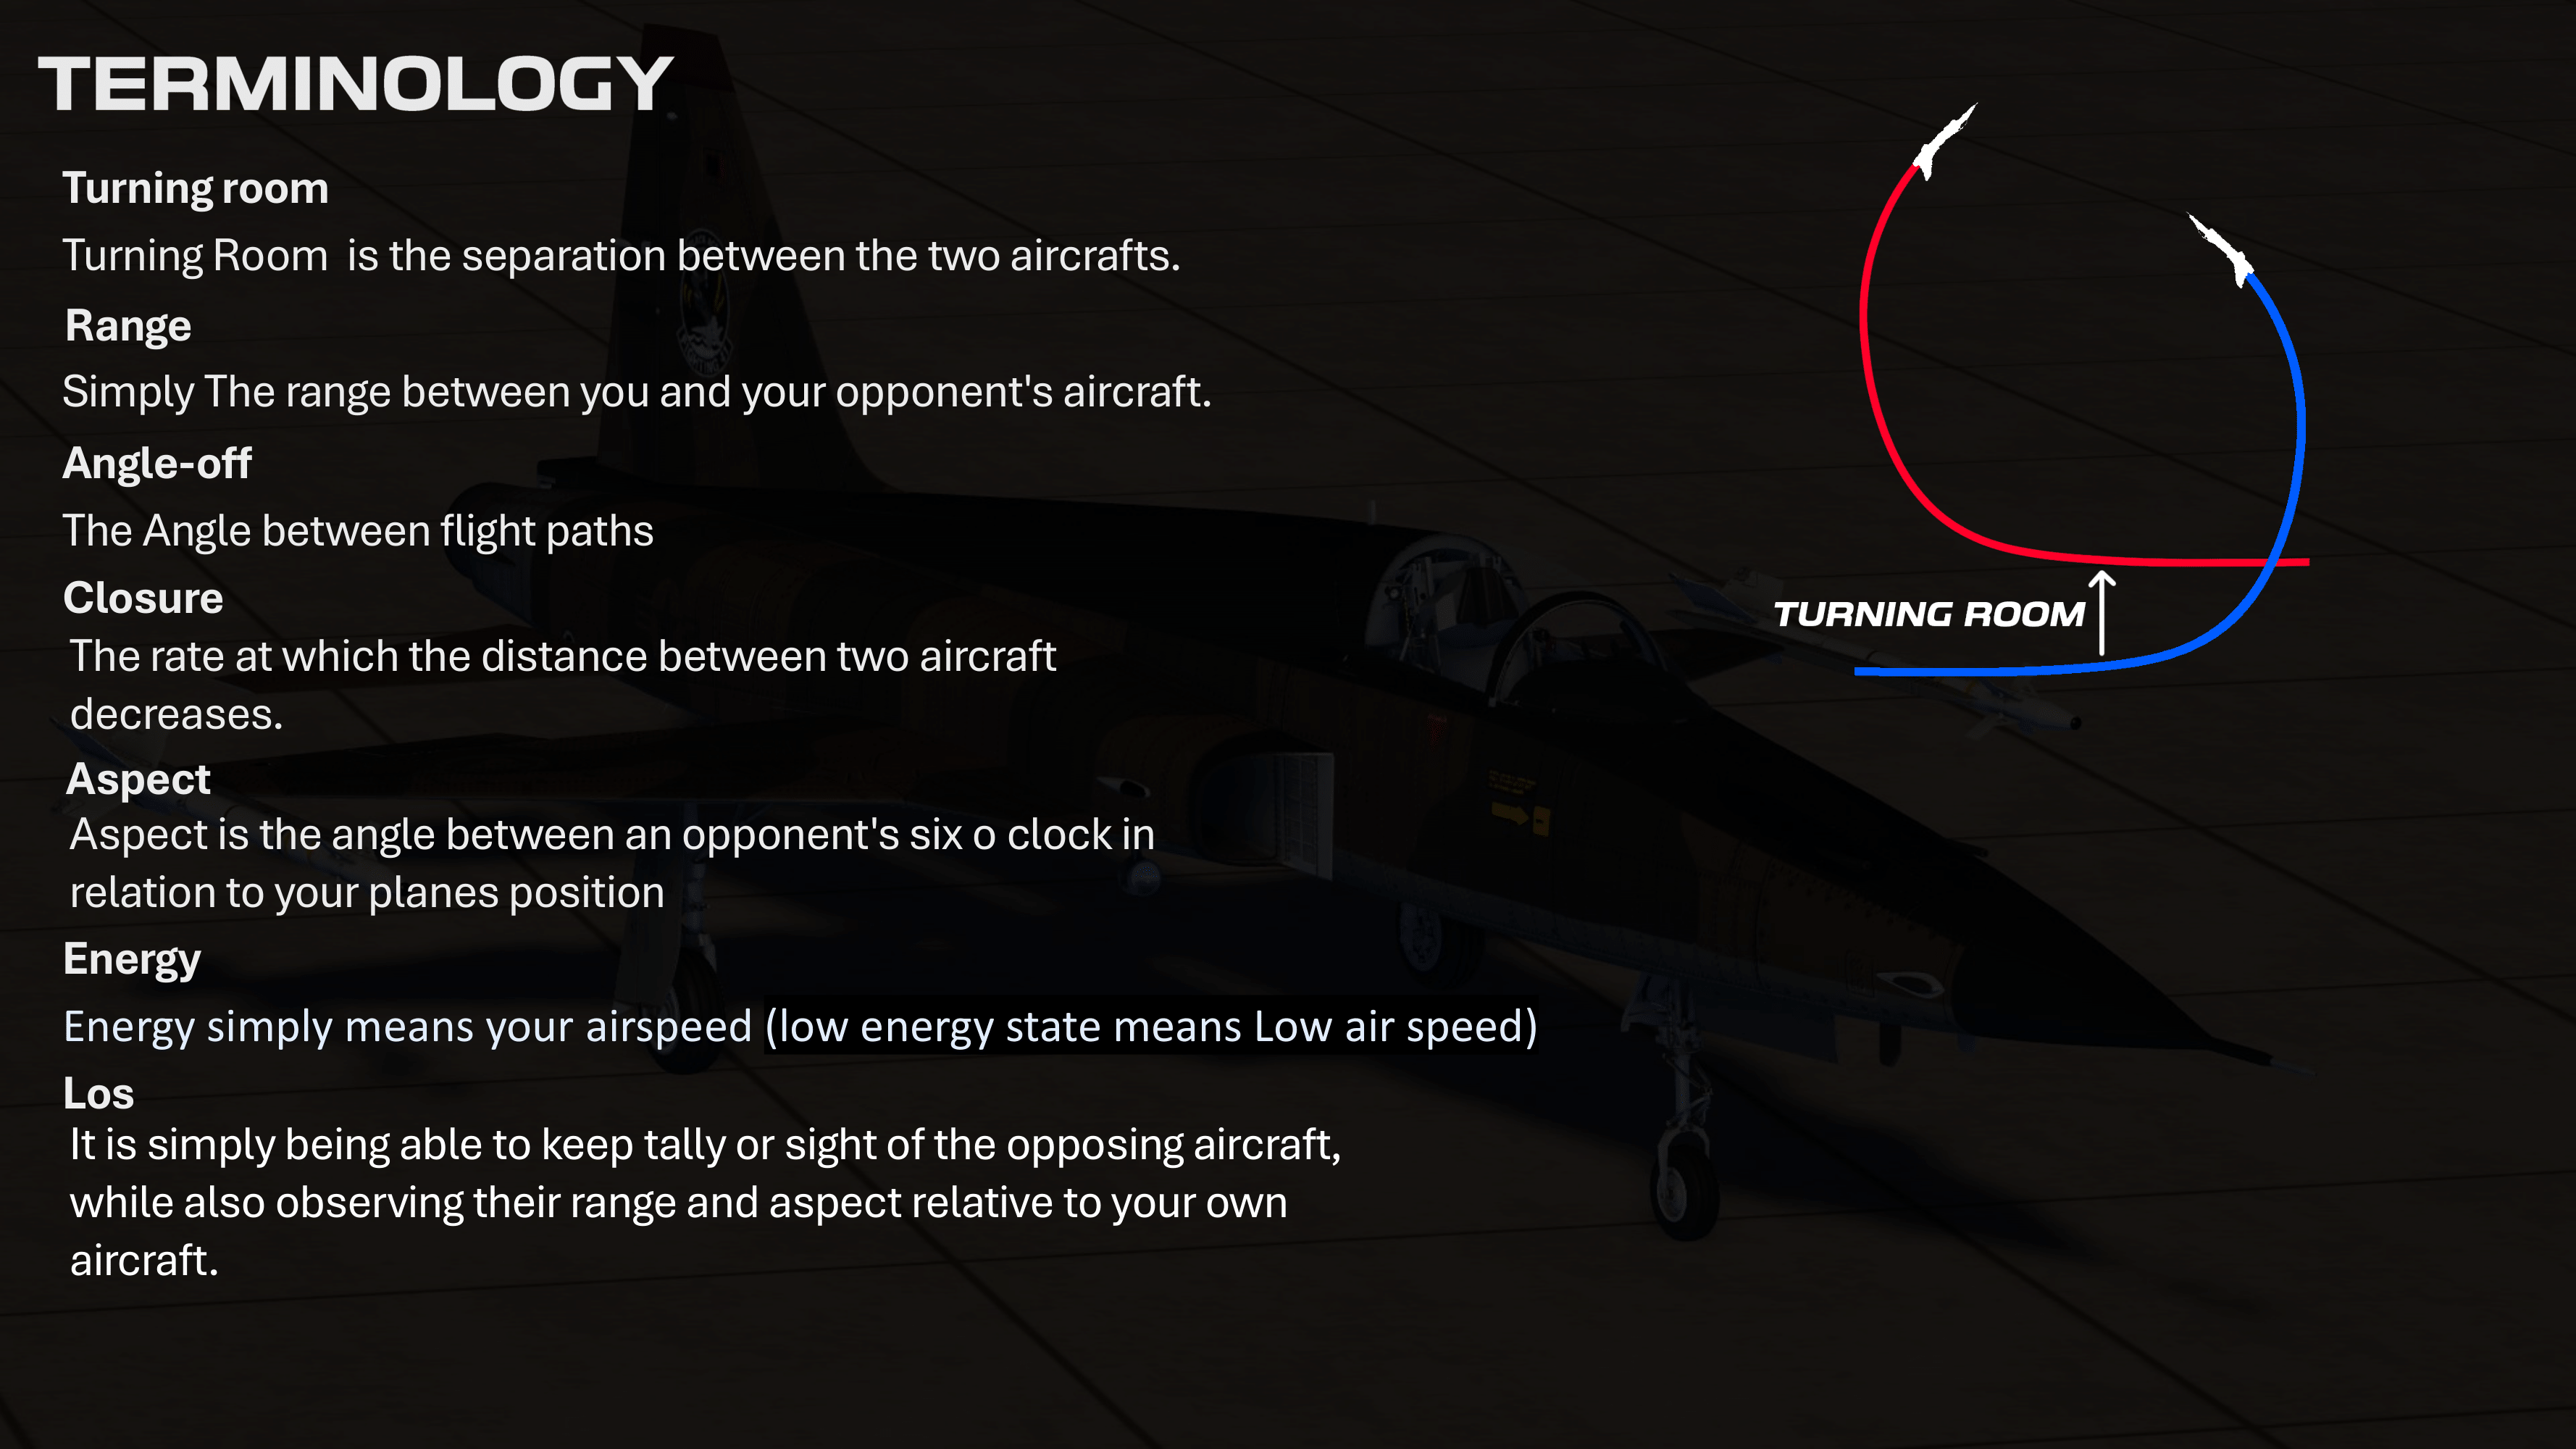 TERMINOLOGY
Turning room
Turning Room  is the separation between the two aircrafts.
Range
Simply The range between you and your opponent's aircraft.
Angle-off
The Angle between flight paths
Closure
The rate at which the distance between two aircraft
decreases.
Aspect
Aspect is the angle between an opponent's six o clock in
relation to your planes position
Energy
Energy simply means your airspeed (low energy state means Low air speed)
Los
It is simply being able to keep tally or sight of the opposing aircraft,
while also observing their range and aspect relative to your own
aircraft.
TURNING ROOM